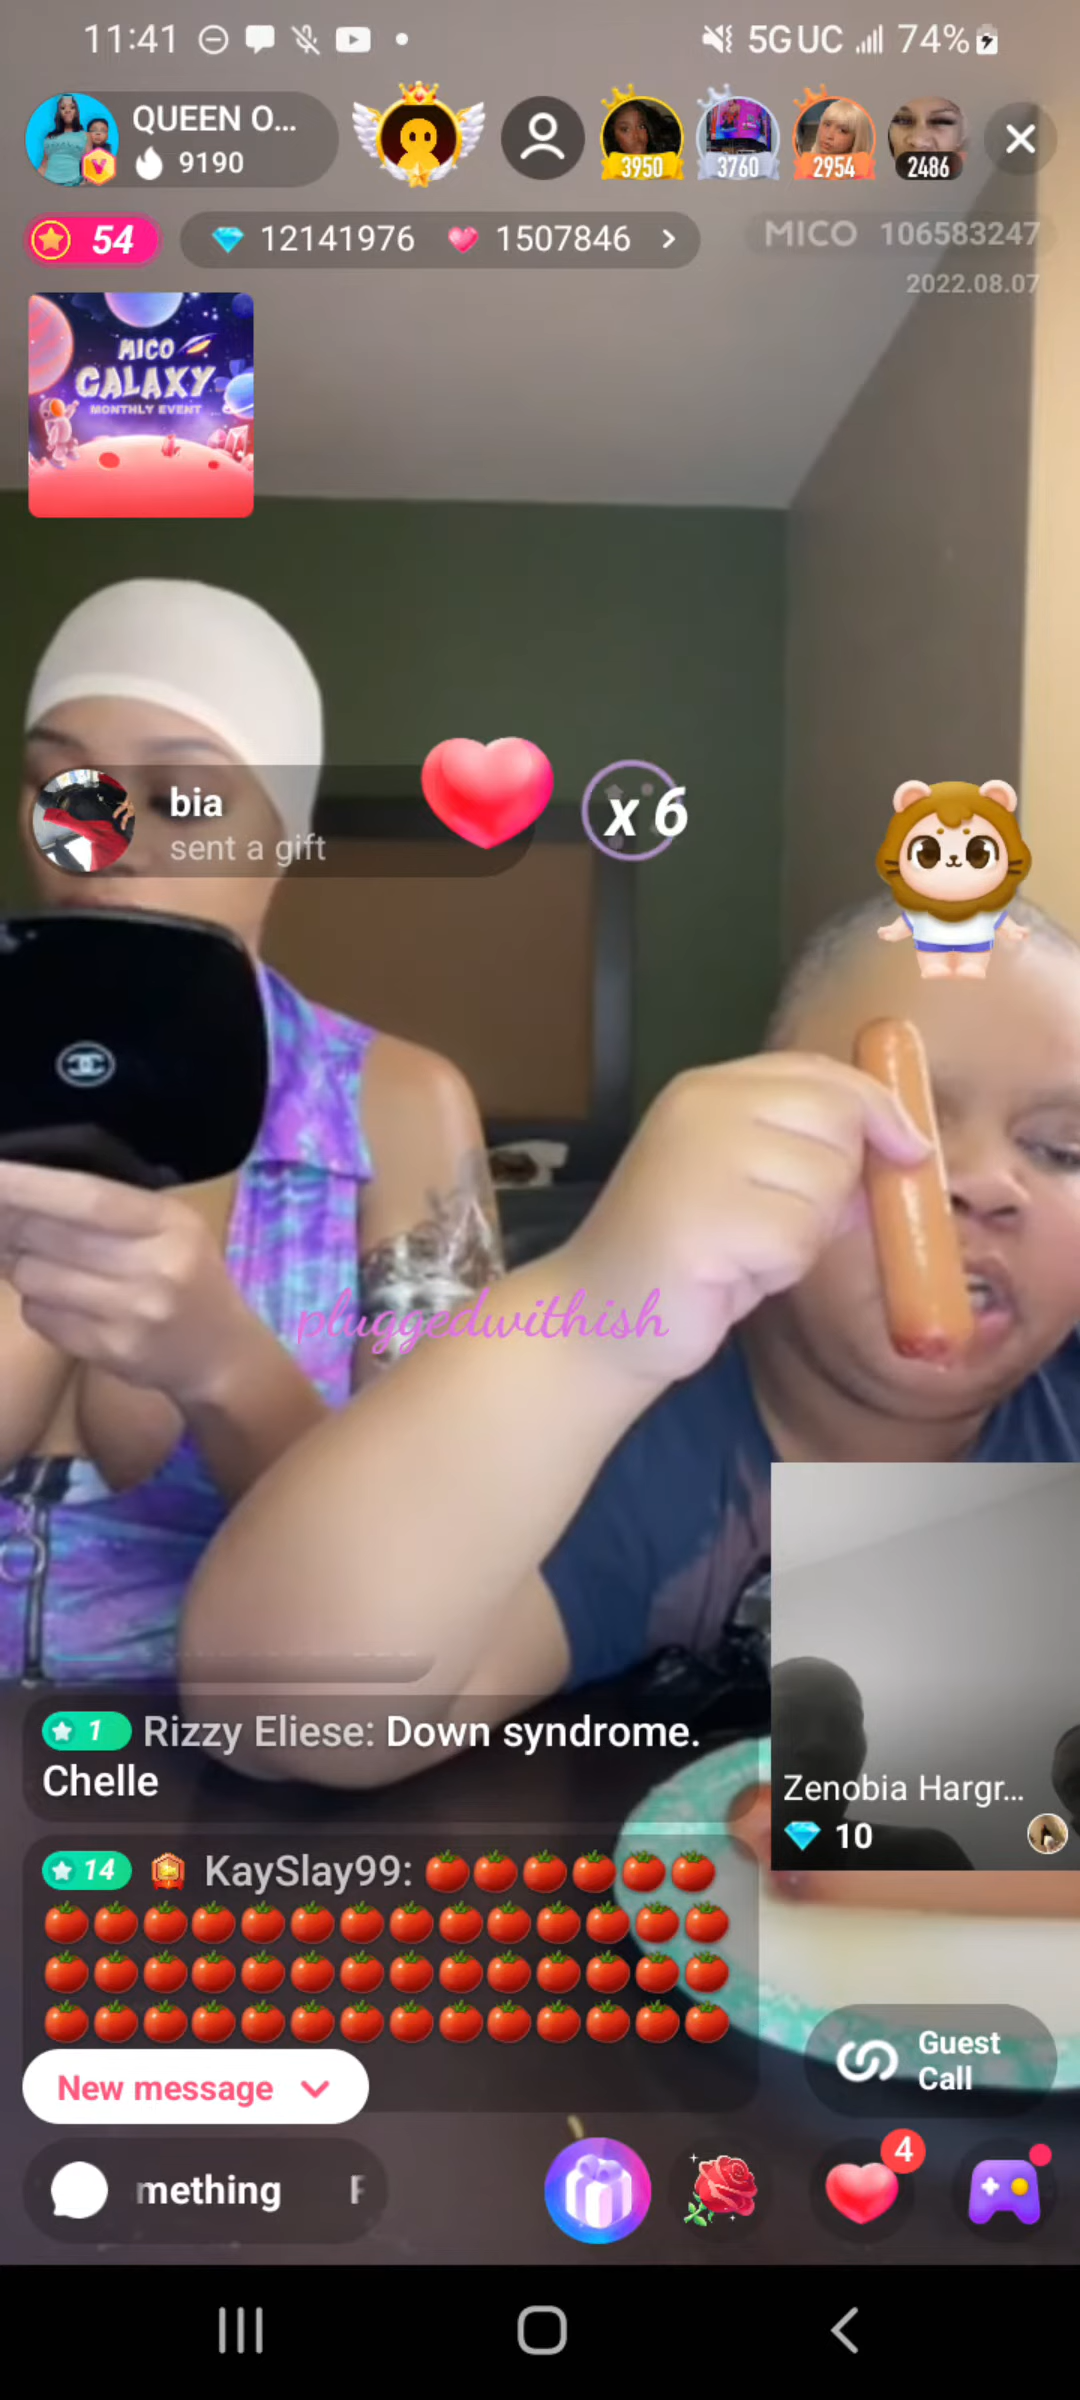 11:41
5G UC 74%
QUEEN O...
9190
3950
3760
2954
2486
54
12141976
1507846
MICO 106583247
2022.08.07
MICO
GALAXY
MONTHLY EVENT
bia
sent a gift
x 6
pluggedwithish
Rizzy Eliese: Down syndrome.
Chelle
1
14
KaySlay99: 🍅🍅🍅🍅🍅🍅
🍅🍅🍅🍅🍅🍅🍅🍅🍅🍅🍅🍅🍅🍅
🍅🍅🍅🍅🍅🍅🍅🍅🍅🍅🍅🍅🍅🍅
🍅🍅🍅🍅🍅🍅🍅🍅🍅🍅🍅🍅🍅🍅
Zenobia Hargr...
10
New message
Guest
Call
mething
4